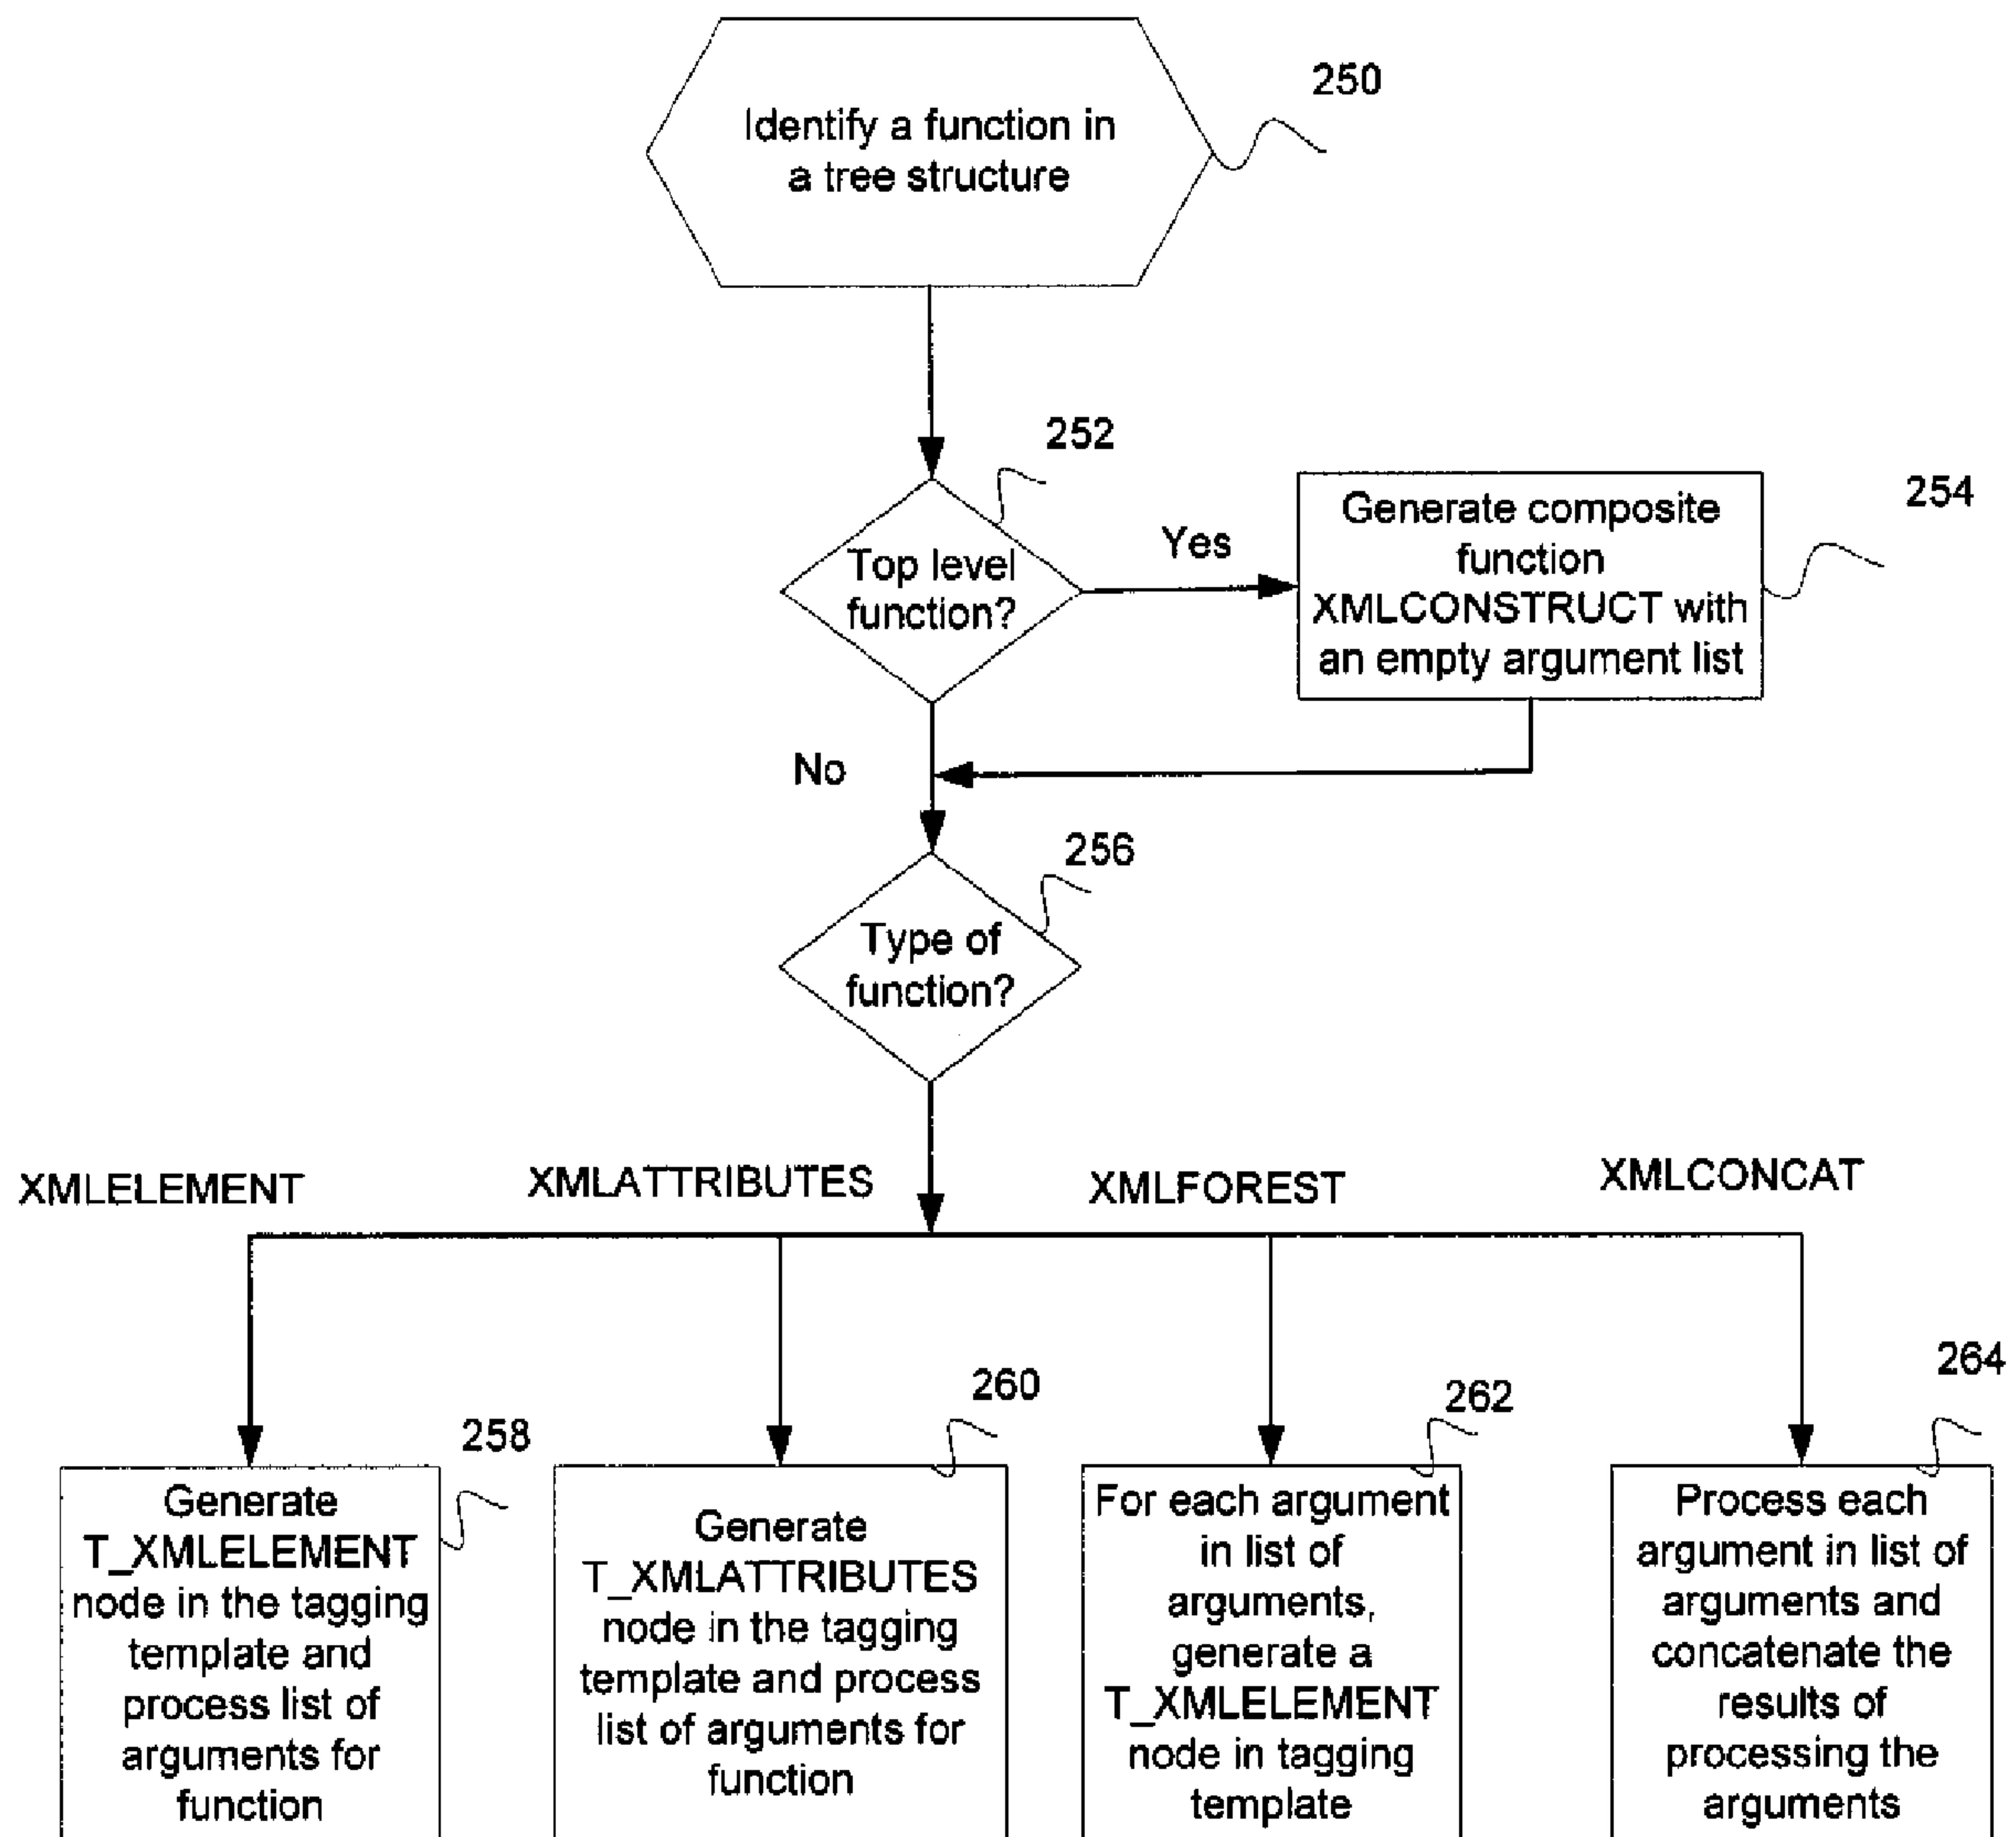 250
Identify a function in
a tree structure
252
Top level
function?
Yes
254
Generate composite
function
XMLCONSTRUCT with
an empty argument list
No
256
Type of
function?
XMLELEMENT
XMLATTRIBUTES
XMLFOREST
XMLCONCAT
258
Generate
T_XMLELEMENT
node in the tagging
template and
process list of
arguments for
function
260
Generate
T_XMLATTRIBUTES
node in the tagging
template and process
list of arguments for
function
262
For each argument
in list of
arguments,
generate a
T_XMLELEMENT
node in tagging
template
264
Process each
argument in list of
arguments and
concatenate the
results of
processing the
arguments